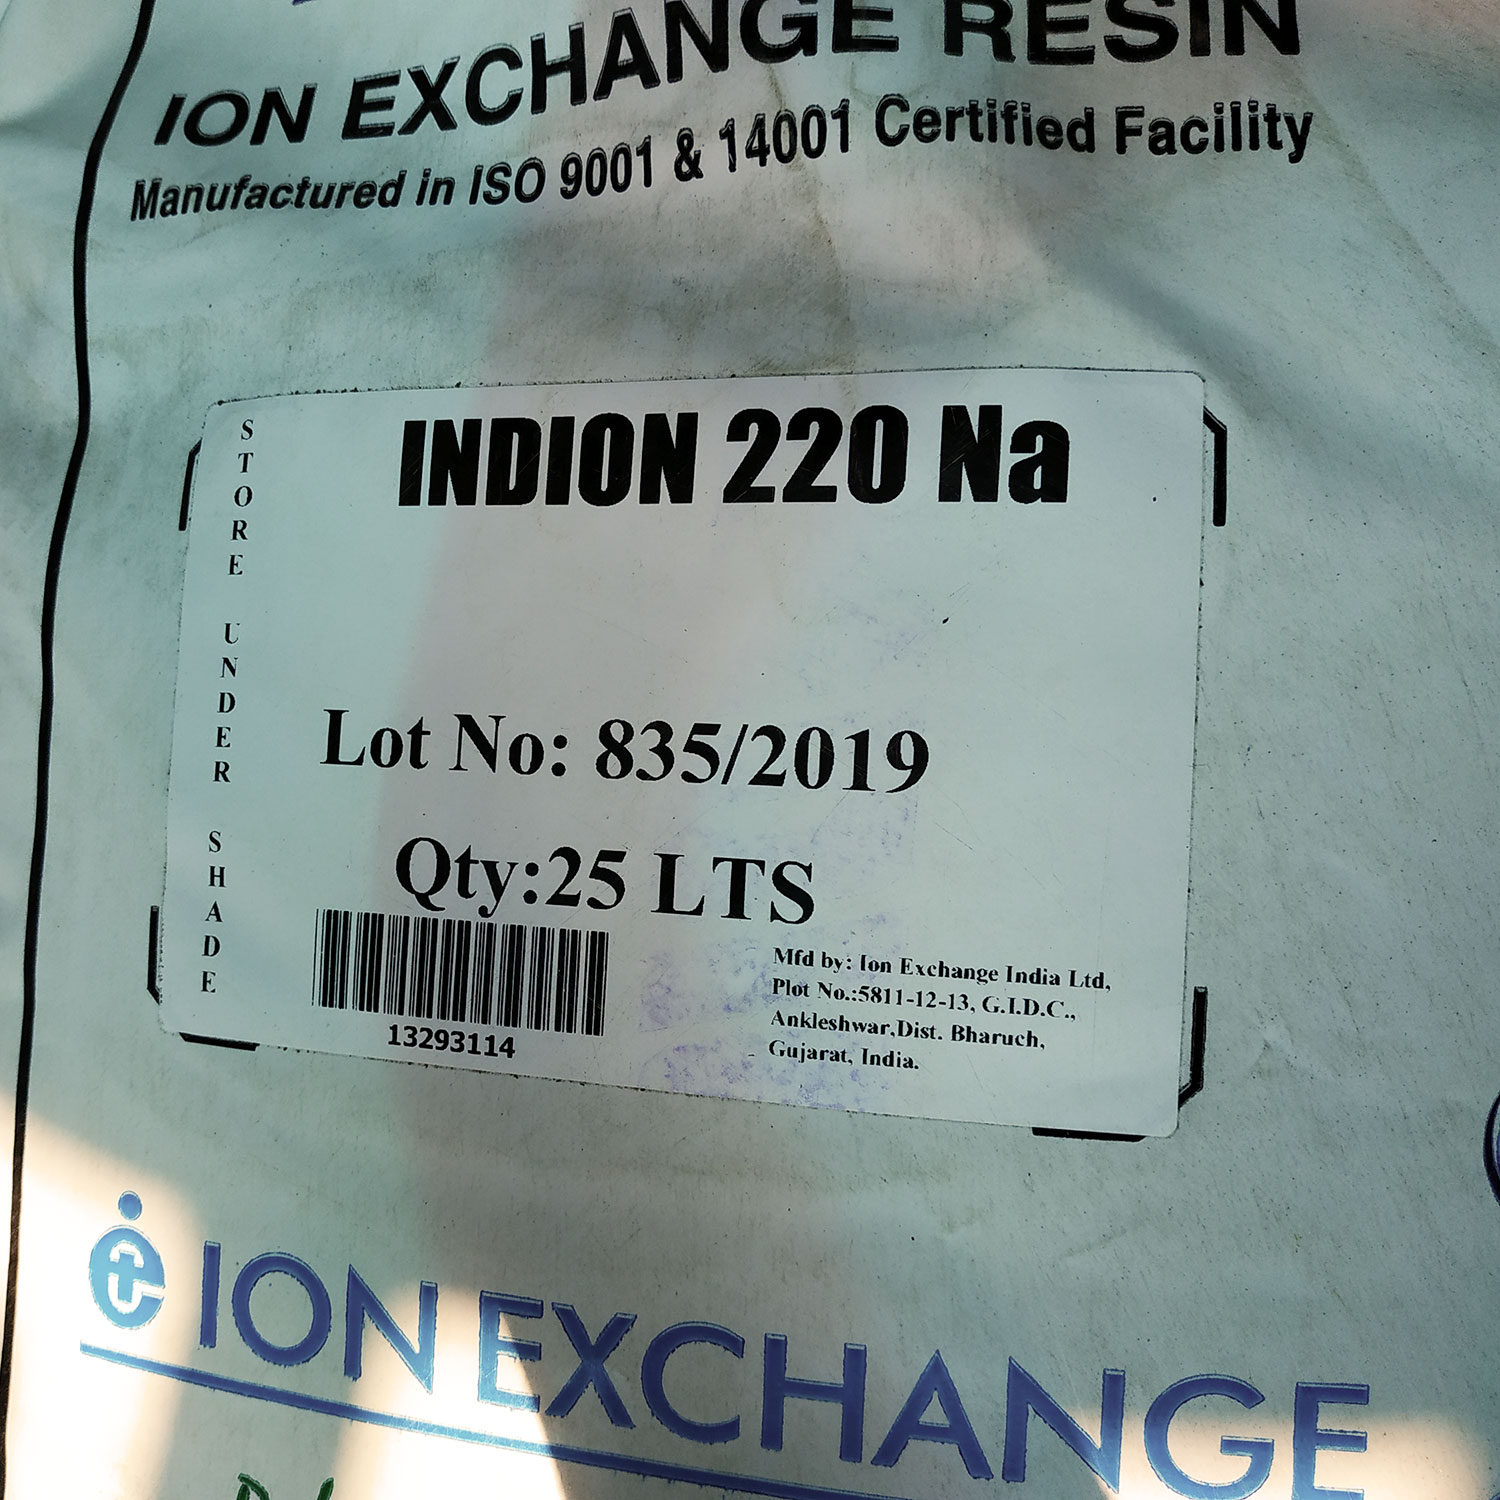 ION EXCHANGE RESIN
Manufactured in ISO 9001 & 14001 Certified Facility
STORE UNDER SHADE
INDION 220 Na
Lot No: 835/2019
Qty:25 LTS
13293114
Mfd by: Ion Exchange India Ltd,
Plot No.:5811-12-13, G.I.D.C.,
Ankleshwar,Dist. Bharuch,
Gujarat, India.
ION EXCHANGE